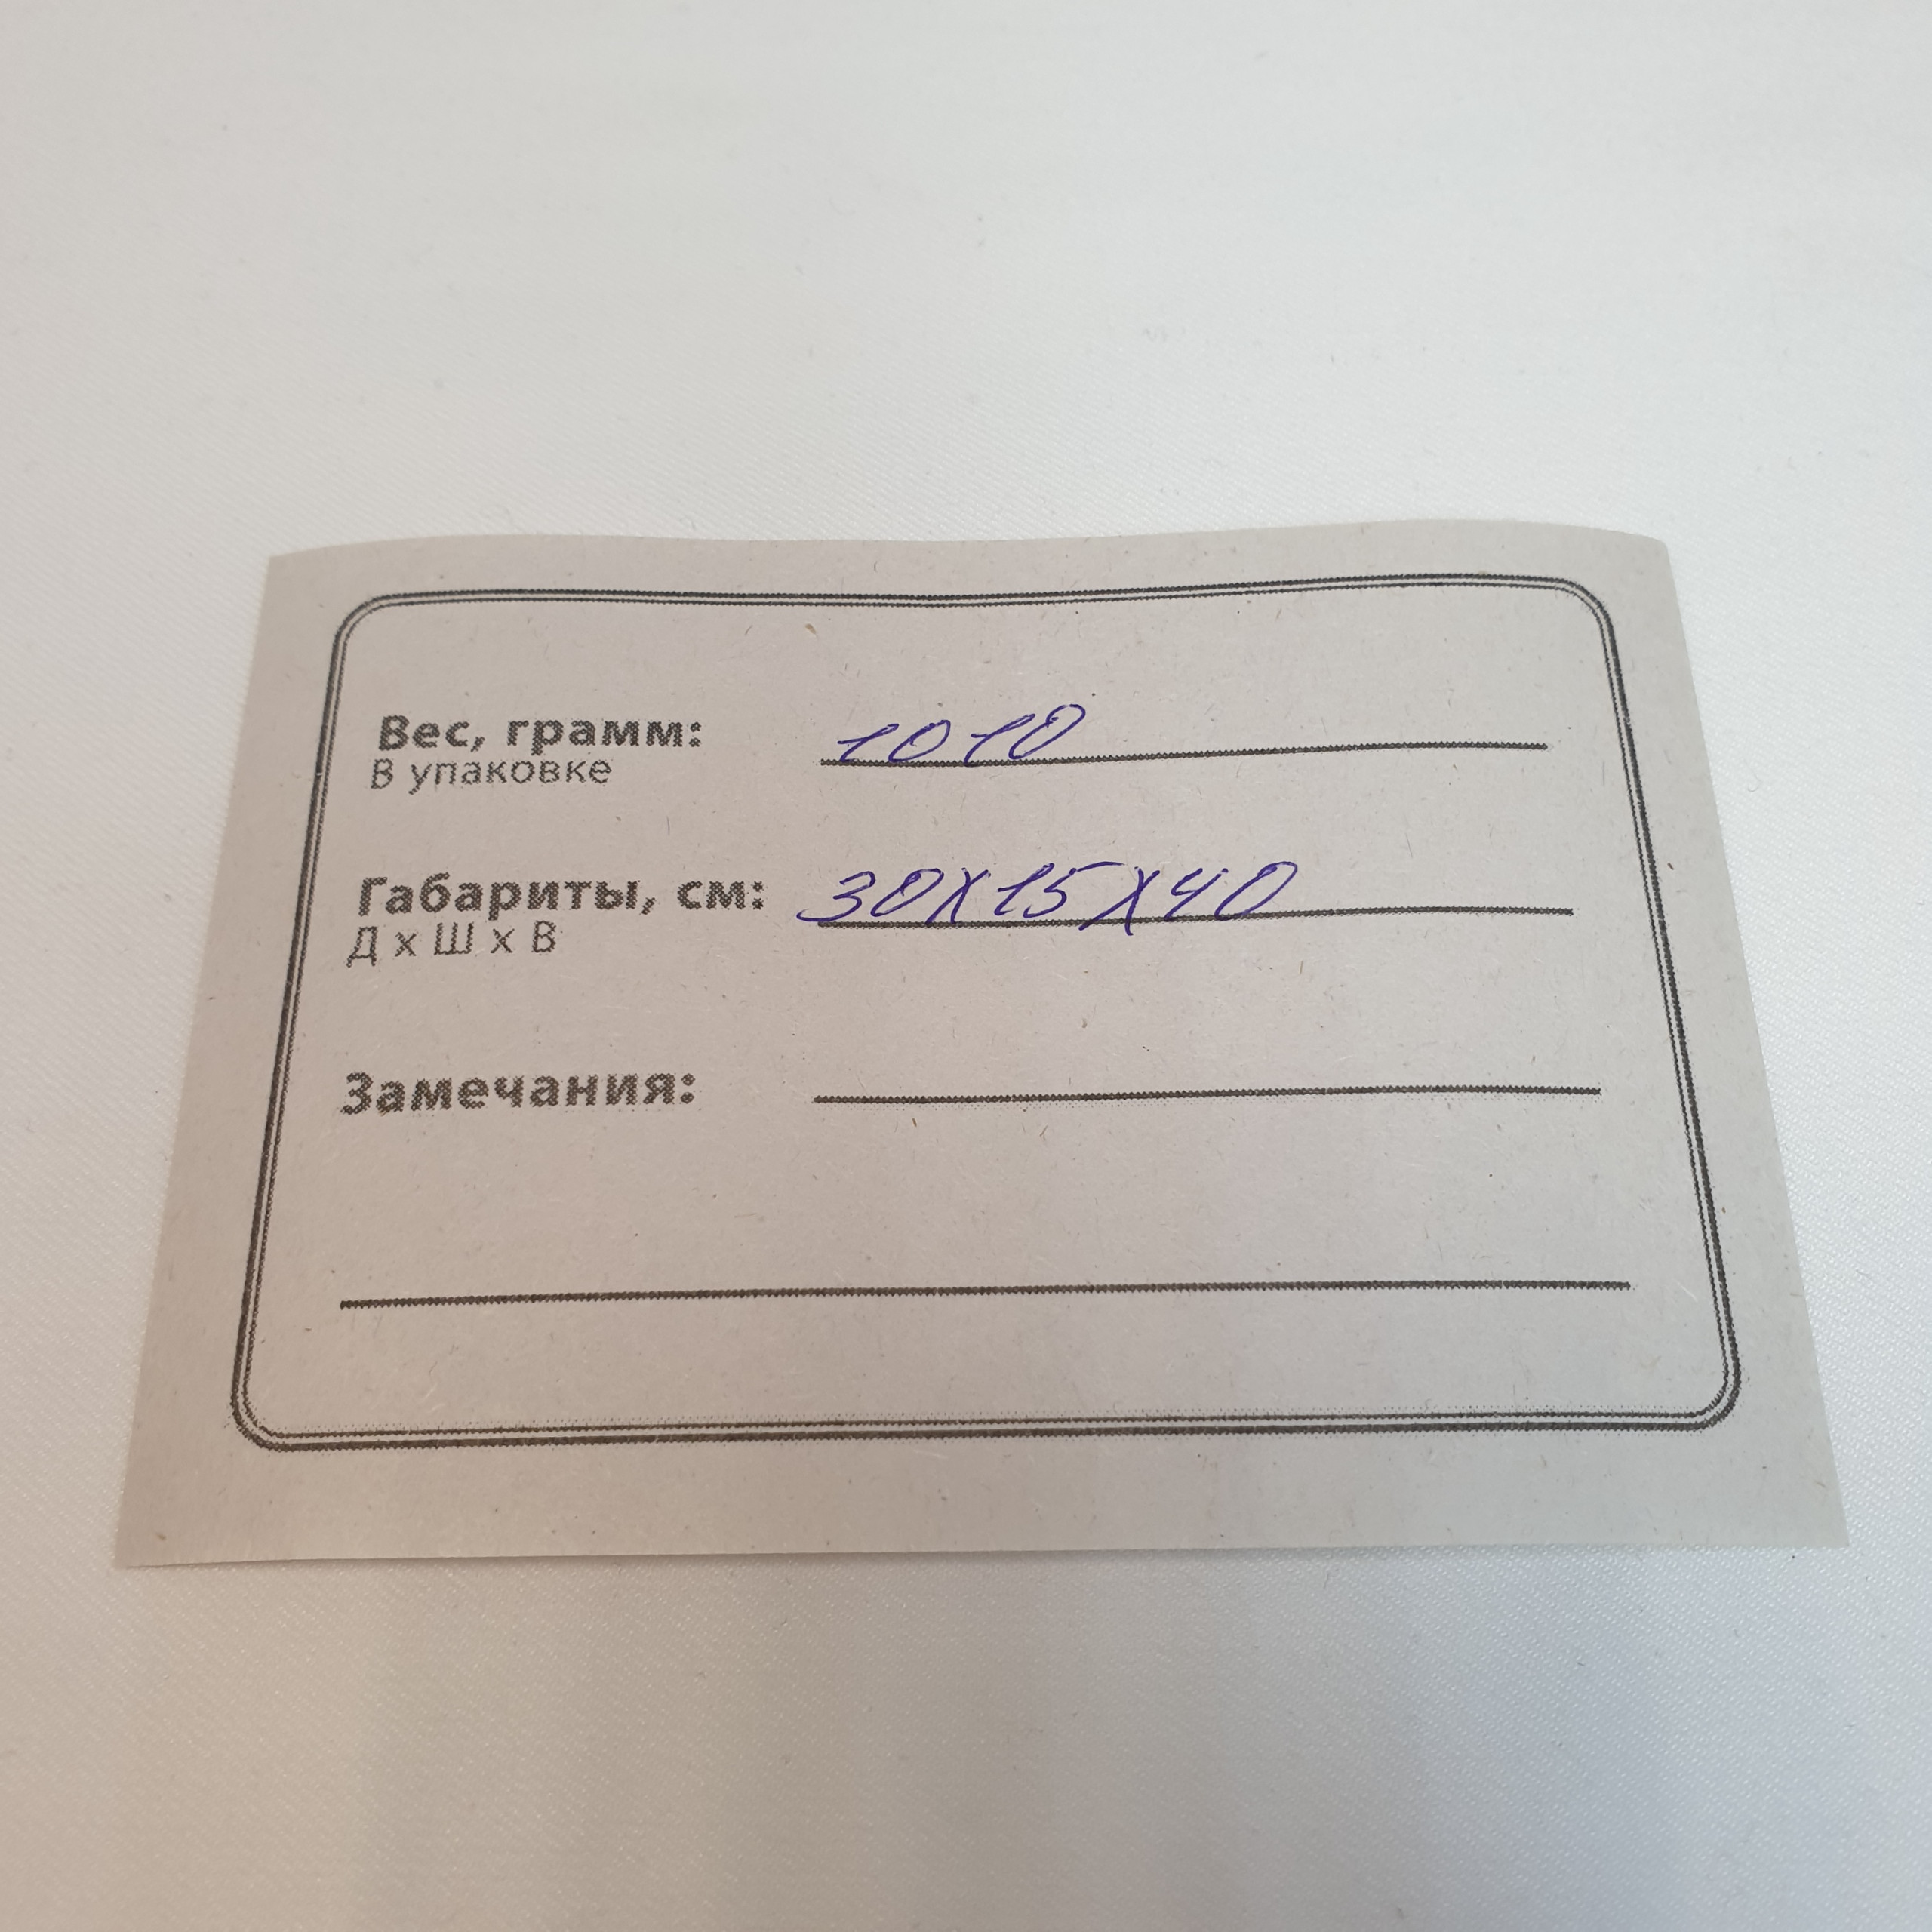 Вес, грамм: 1010
В упаковке
Габариты, см: 30х15х40
Д х Ш х В
Замечания: